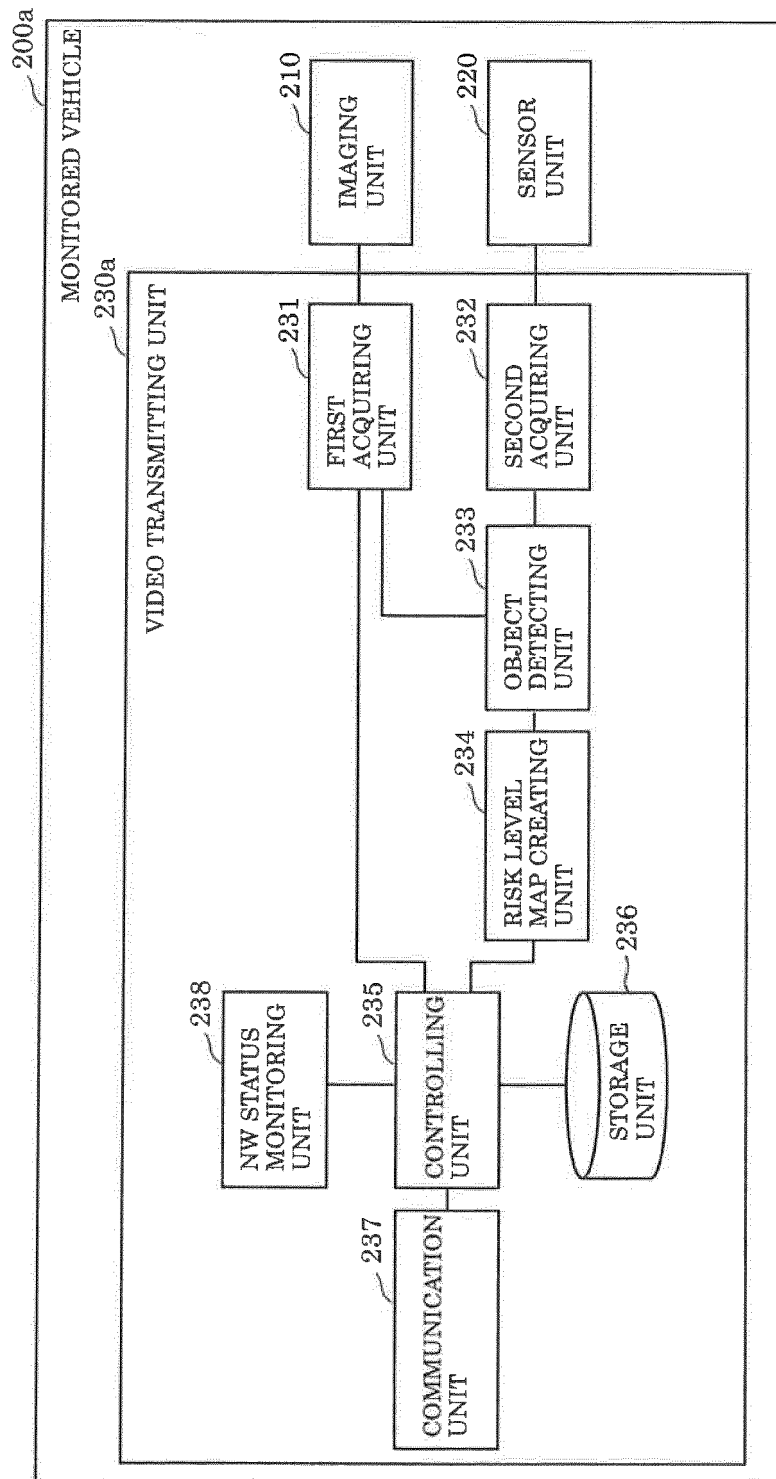 200a
MONITORED VEHICLE
230a
VIDEO TRANSMITTING UNIT
210
IMAGING
UNIT
220
SENSOR
UNIT
231
FIRST
ACQUIRING
UNIT
232
SECOND
ACQUIRING
UNIT
233
OBJECT
DETECTING
UNIT
234
RISK LEVEL
MAP CREATING
UNIT
238
NW STATUS
MONITORING
UNIT
235
CONTROLLING
UNIT
236
STORAGE
UNIT
237
COMMUNICATION
UNIT